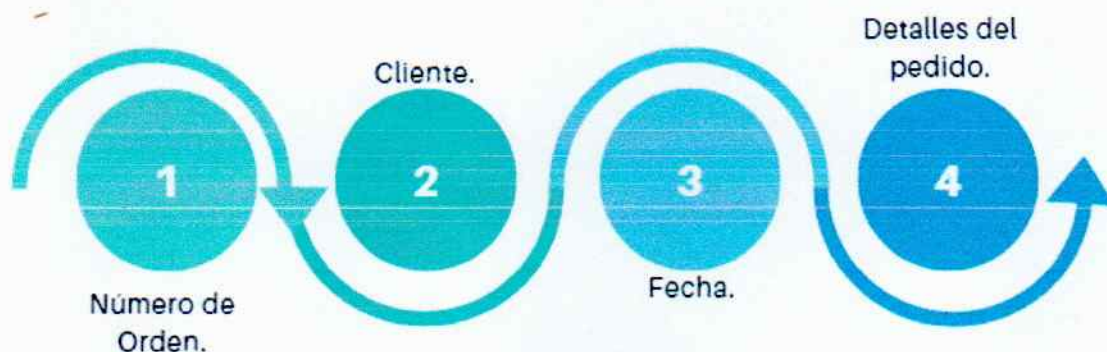 1
Número de
Orden.
Cliente.
2
3
Fecha.
Detalles del
pedido.
4